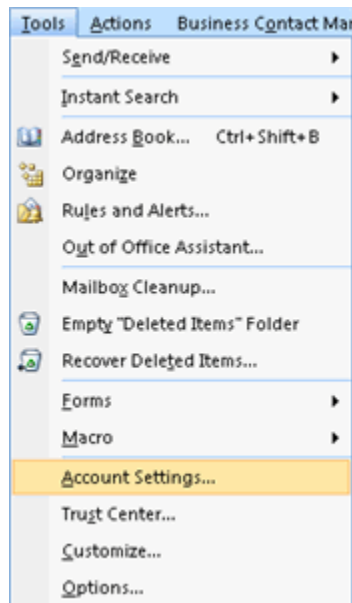 Tools Actions Business Contact Mar
Send/Receive
Instant Search
Address Book... Ctrl+Shift+B
Organize
Rules and Alerts...
Out of Office Assistant...
Mailbox Cleanup...
Empty "Deleted Items" Folder
Recover Deleted Items...
Forms
Macro
Account Settings...
Trust Center...
Customize...
Options...